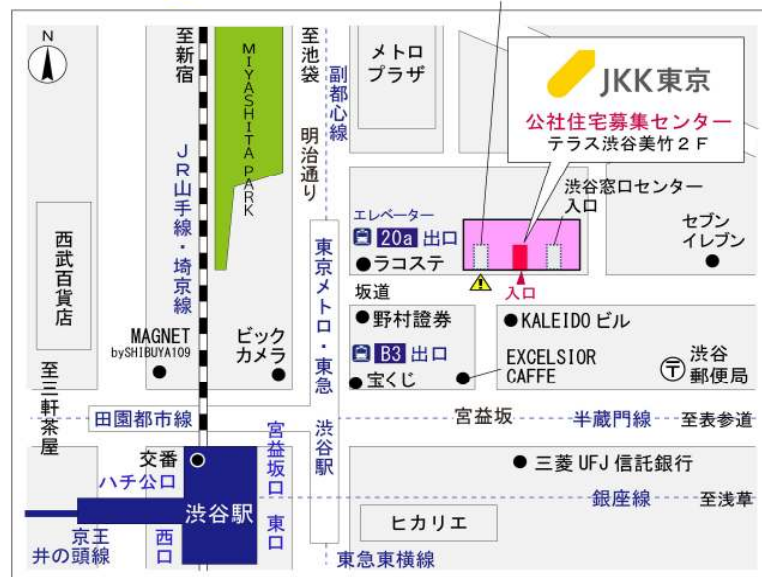 N
至新宿
MIYASHITA PARK
至池袋
明治通り
副都心線
メトロ
プラザ
JKK東京
公社住宅募集センター
テラス渋谷美竹2F
JR山手線・埼京線
渋谷窓口センター
入口
エレベーター
20a 出口
ラコステ
セブン
イレブン
西武百貨店
東京メトロ・東急 渋谷駅
坂道
入口
野村證券
KALEIDO ビル
MAGNET
bySHIBUYA109
ビック
カメラ
B3 出口
EXCELSIOR
CAFFE
渋谷
郵便局
宝くじ
至三軒茶屋
田園都市線
宮益坂
半蔵門線
至表参道
交番
ハチ公口
宮益坂口
三菱UFJ信託銀行
渋谷駅
銀座線
至浅草
京王
井の頭線
西口
東口
ヒカリエ
東急東横線